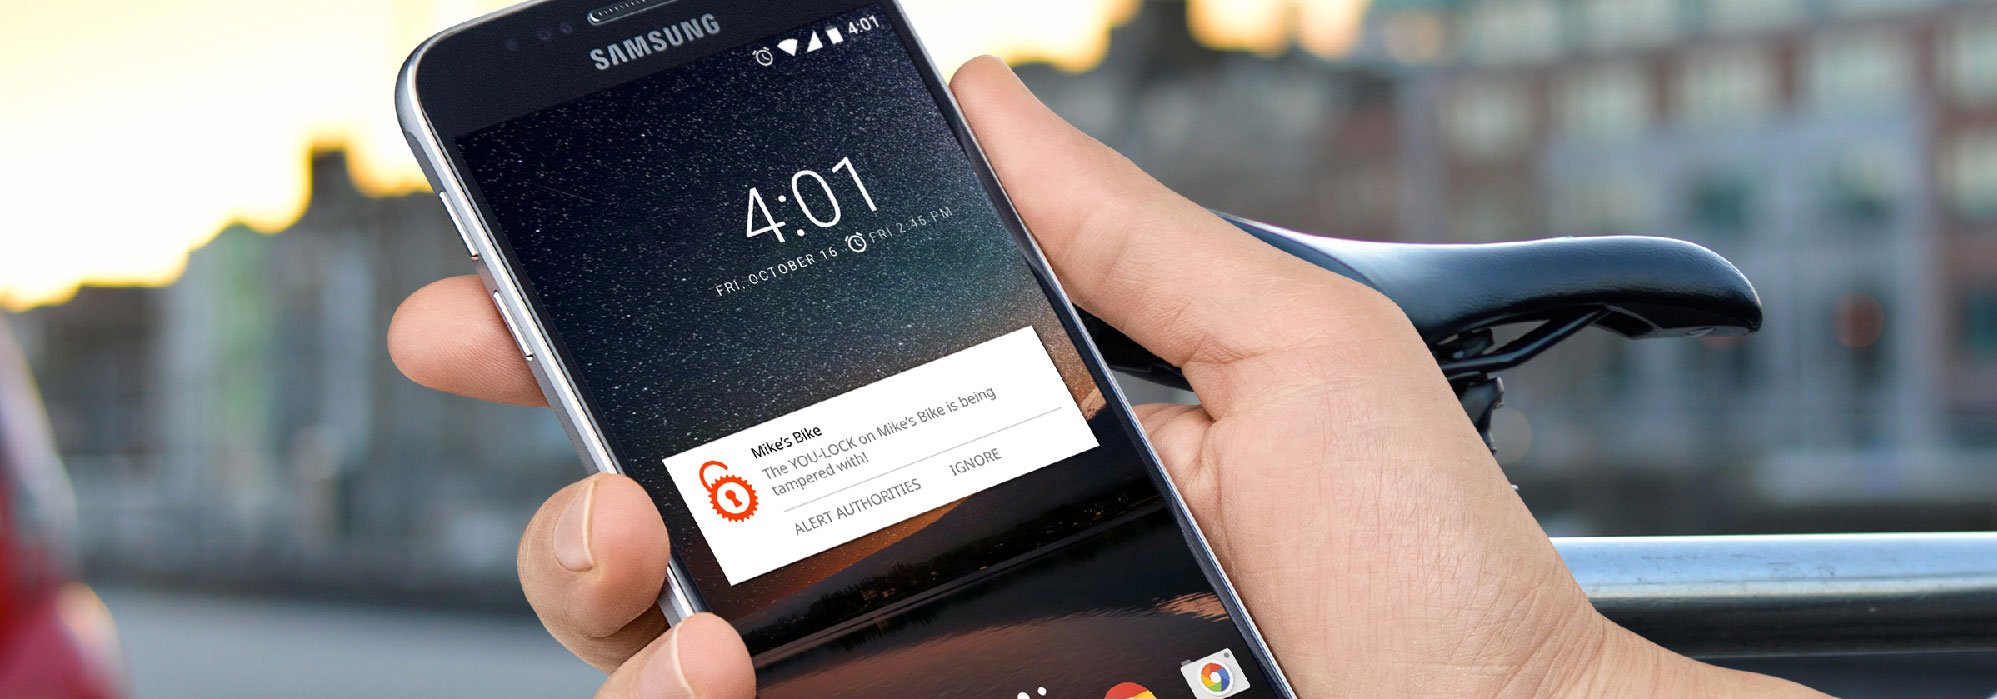 SAMSUNG
4:01
4:01
FRI, OCTOBER 16 FRI 2:45 PM
Mike's Bike
The YOU-LOCK on Mike's Bike is being
tampered with!
ALERT AUTHORITIES IGNORE